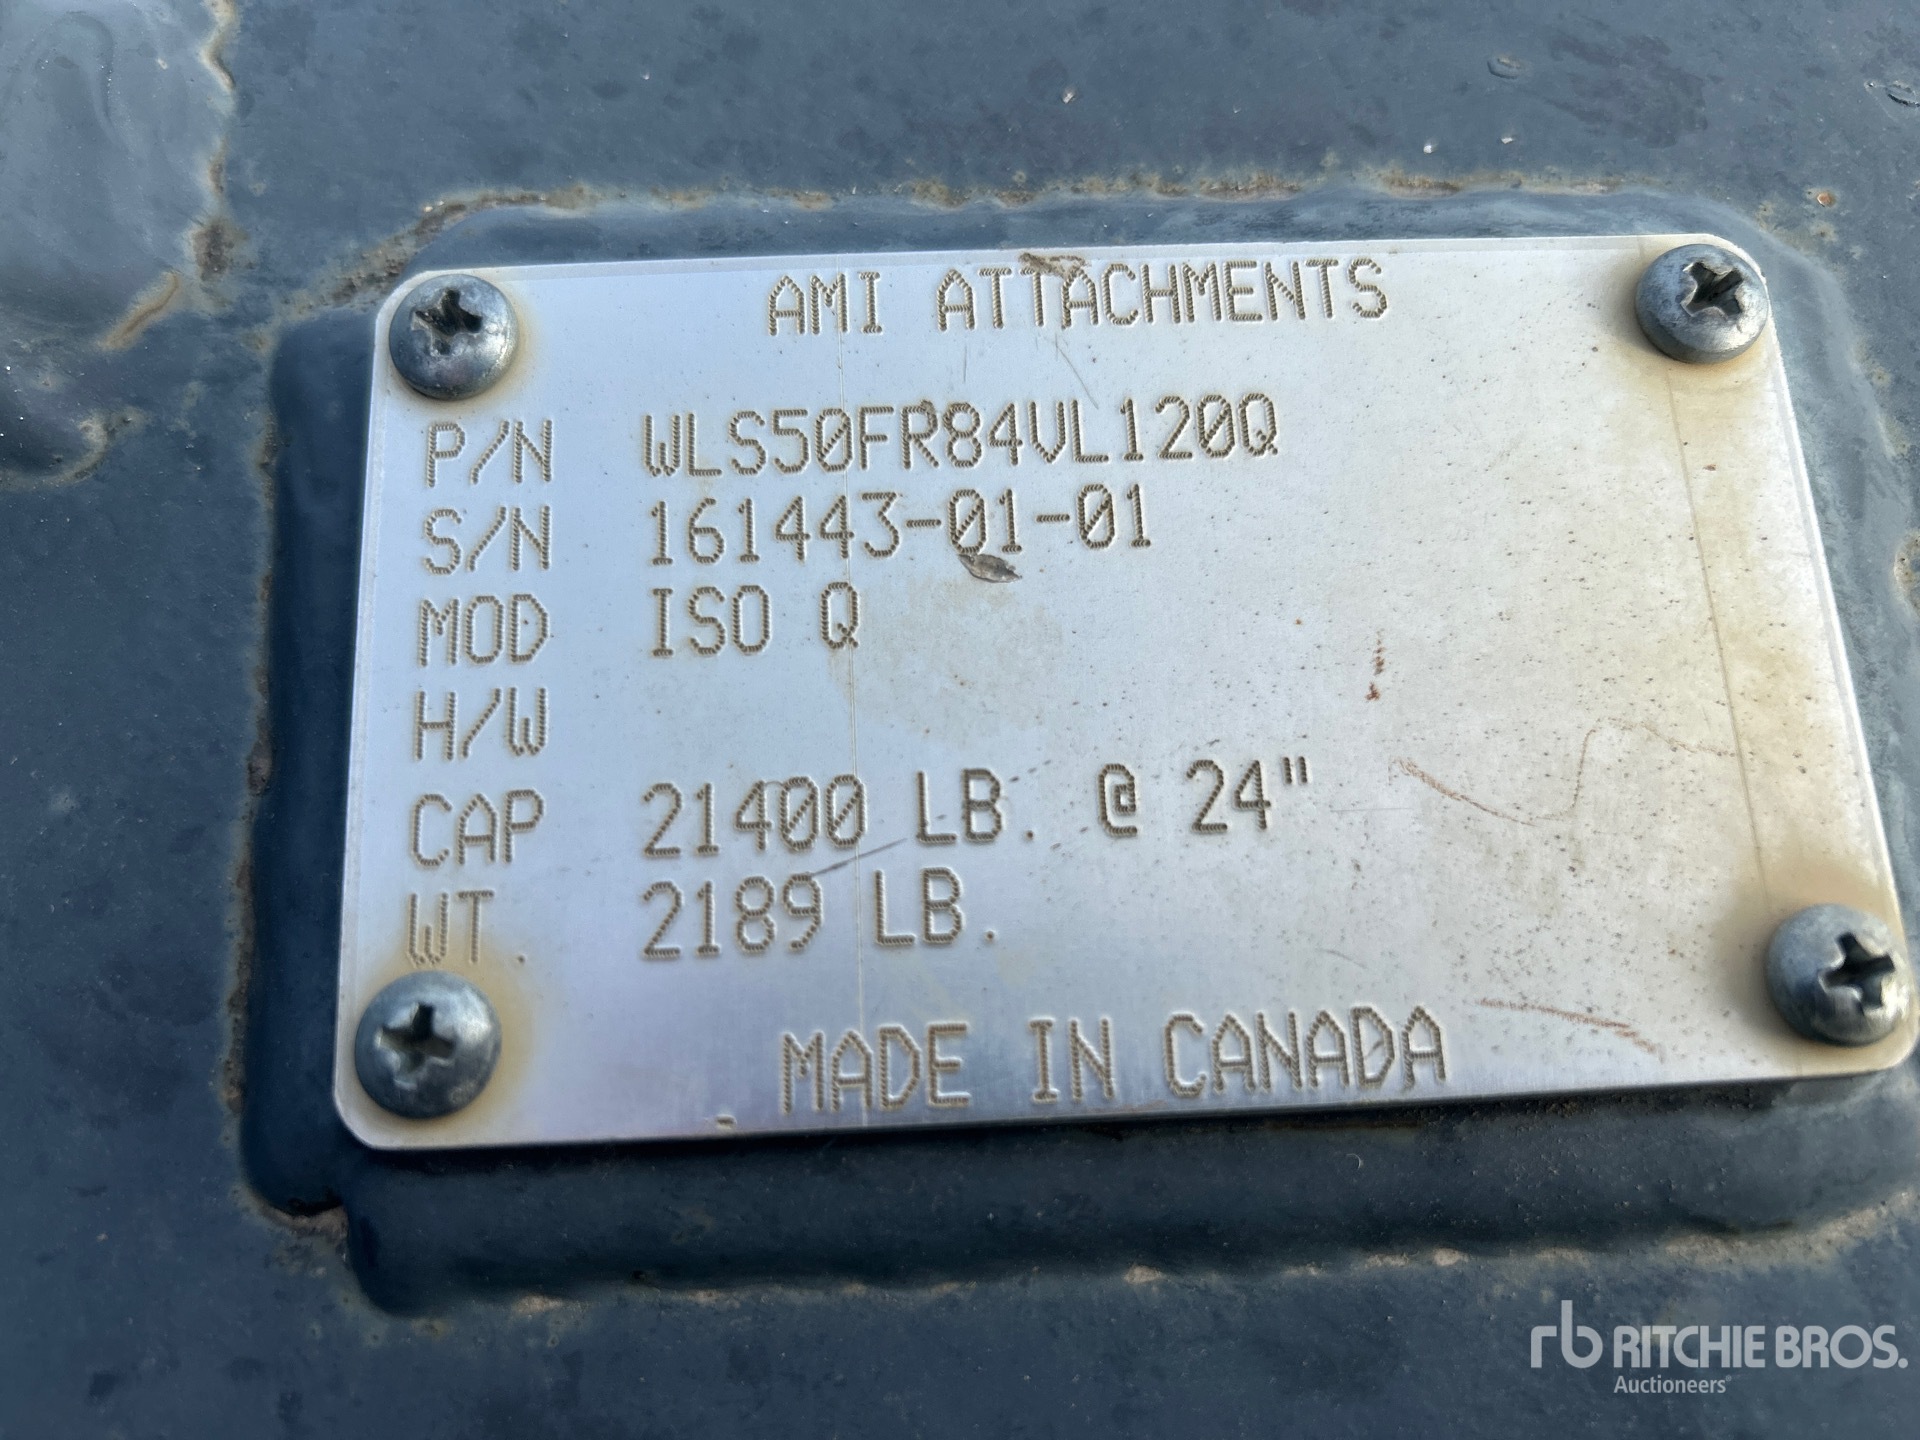 AMI ATTACHMENTS
P/N WLS50FR84VL120Q
S/N 161443-01-01
MOD ISO Q
H/W
CAP 21400 LB. @ 24"
WT. 2189 LB.
MADE IN CANADA
rb RITCHIE BROS.
Auctioneers